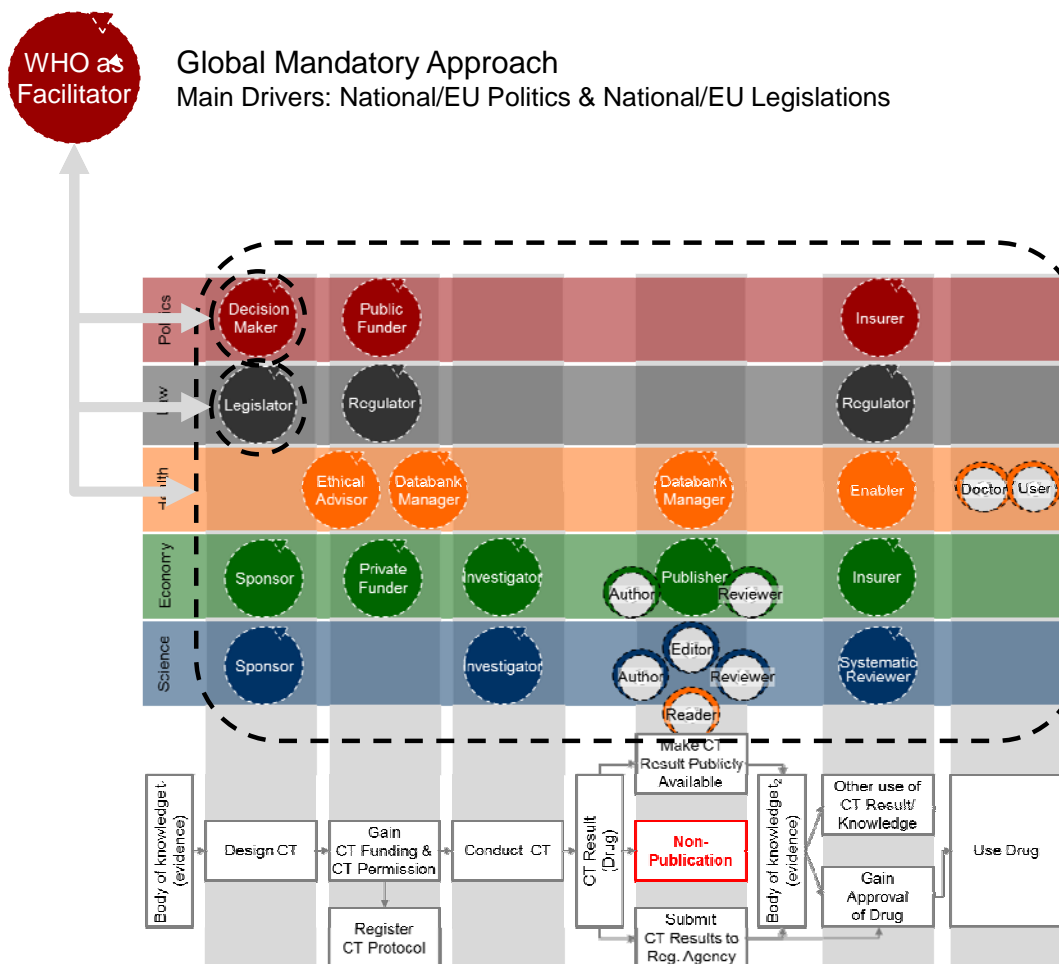 WHO as
Facilitator
Global Mandatory Approach
Main Drivers: National/EU Politics & National/EU Legislations
Politics
Decision
Maker
Public
Funder
Insurer
Law
Legislator
Regulator
Regulator
Health
Ethical
Advisor
Databank
Manager
Databank
Manager
Enabler
Doctor
User
Economy
Sponsor
Private
Funder
Investigator
Author
Publisher
Reviewer
Insurer
Science
Sponsor
Investigator
Editor
Author
Reviewer
Reader
Systematic
Reviewer
Body of knowledge1
(evidence)
Design CT
Gain
CT Funding &
CT Permission
Register
CT Protocol
Conduct CT
CT Result
(Drug)
Make CT
Result Publicly
Available
Non-
Publication
Submit
CT Results to
Reg. Agency
Body of knowledge2
(evidence)
Other use of
CT Result/
Knowledge
Gain
Approval
of Drug
Use Drug